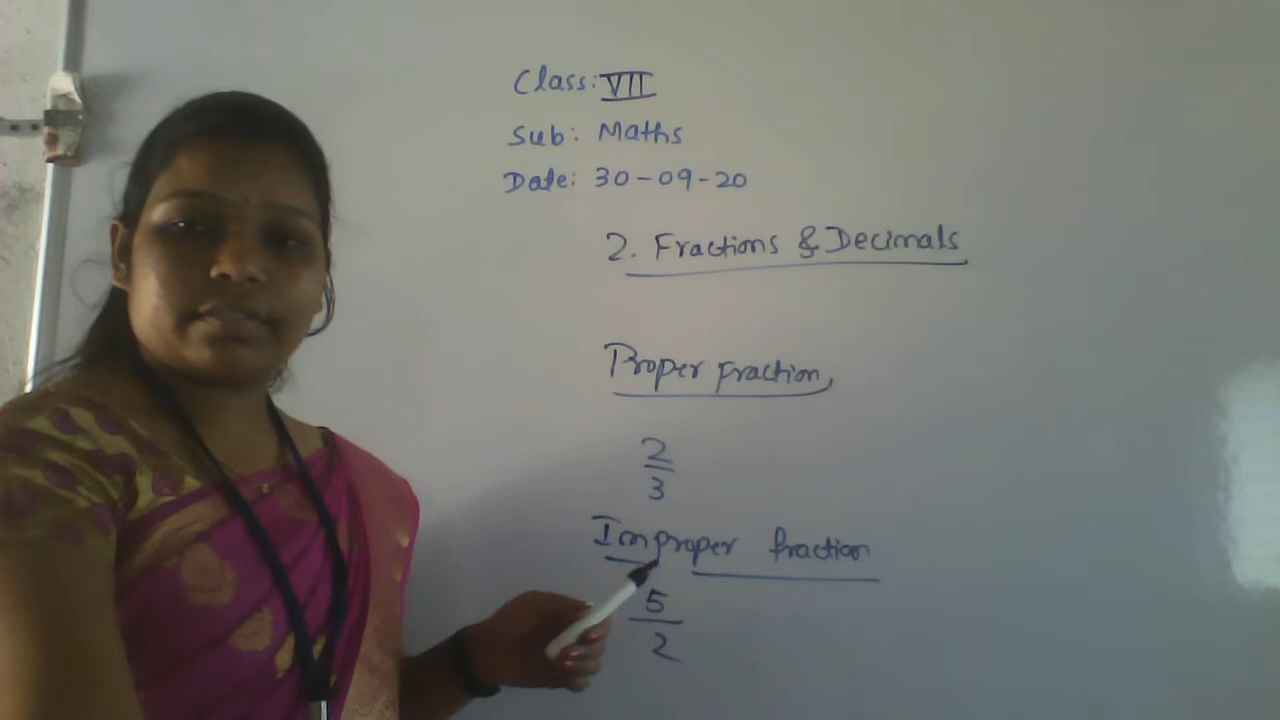 Class: VII
Sub: Maths
Date: 30-09-20
2. Fractions & Decimals
Proper fraction
2
3
Improper fraction
5
2